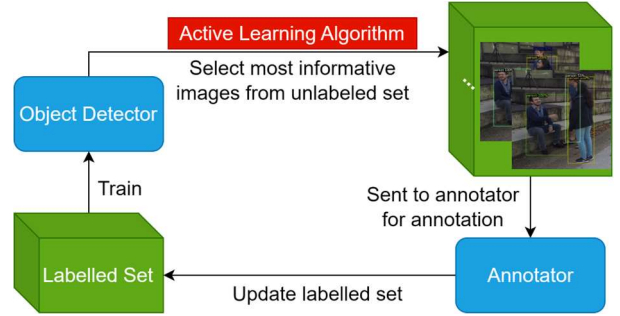 Active Learning Algorithm
Select most informative
images from unlabeled set
Object Detector
Train
Sent to annotator
for annotation
Labelled Set
Update labelled set
Annotator